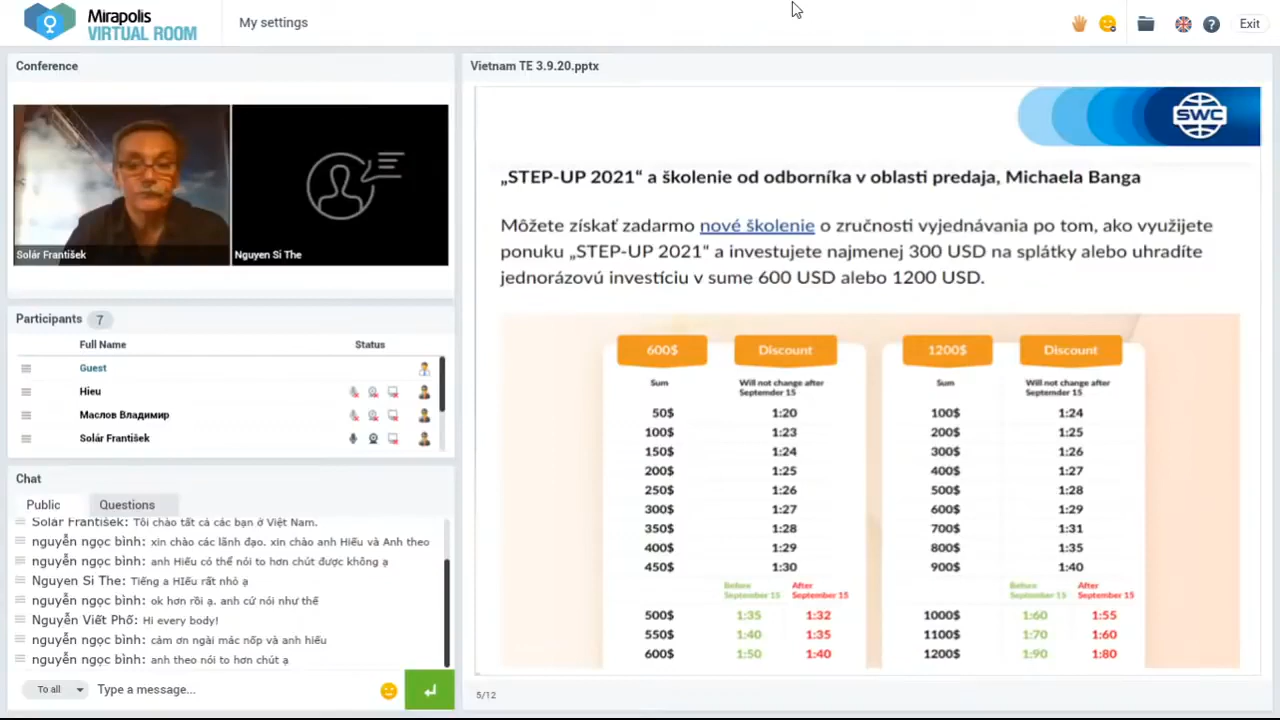 Mirapolis
VIRTUAL ROOM
My settings
Exit
Conference
Solár František
Nguyen Si The
Participants 7
Full Name Status
Guest
Hieu
Маслов Владимир
Solár František
Chat
Public Questions
Solár František: Tôi chào tất cả các bạn ở Việt Nam.
nguyễn ngọc bình: xin chào các lãnh đạo. xin chào anh Hiếu và Anh theo
nguyễn ngọc bình: anh Hiếu có thể nói to hơn chút được không ạ
Nguyen Si The: Tiếng a HIếu rất nhỏ ạ
nguyễn ngọc bình: ok hơn rồi ạ. anh cứ nói như thế
Nguyễn Viết Phố: Hi every body!
nguyễn ngọc bình: cảm ơn ngài mác nốp và anh hiếu
nguyễn ngọc bình: anh theo nói to hơn chút ạ
To all Type a message...
Vietnam TE 3.9.20.pptx
SWC
„STEP-UP 2021“ a školenie od odborníka v oblasti predaja, Michaela Banga
Môžete získať zadarmo nové školenie o zručnosti vyjednávania po tom, ako využijete
ponuku „STEP-UP 2021“ a investujete najmenej 300 USD na splátky alebo uhradíte
jednorázovú investíciu v sume 600 USD alebo 1200 USD.
600$ Discount 1200$ Discount
Sum Will not change after Sum Will not change after
Septemder 15 Septemder 15
50$ 1:20 100$ 1:24
100$ 1:23 200$ 1:25
150$ 1:24 300$ 1:26
200$ 1:25 400$ 1:27
250$ 1:26 500$ 1:28
300$ 1:27 600$ 1:29
350$ 1:28 700$ 1:31
400$ 1:29 800$ 1:35
450$ 1:30 900$ 1:40
Before After Before After
September 15 September 15 September 15 September 15
500$ 1:35 1:32 1000$ 1:60 1:55
550$ 1:40 1:35 1100$ 1:70 1:60
600$ 1:50 1:40 1200$ 1:90 1:80
5/12